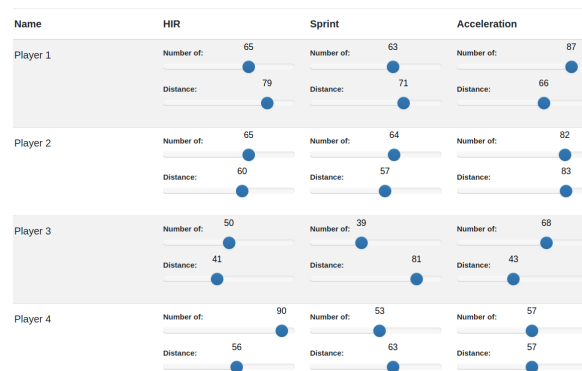 Name HIR Sprint Acceleration
65 63 87
Player 1 Number of: Number of: Number of:
79 71 66
Distance: Distance: Distance:
65 64 82
Player 2 Number of: Number of: Number of:
60 57 83
Distance: Distance: Distance:
50 39 68
Player 3 Number of: Number of: Number of:
41 81 43
Distance: Distance: Distance:
90 53 57
Player 4 Number of: Number of: Number of:
56 63 57
Distance: Distance: Distance: